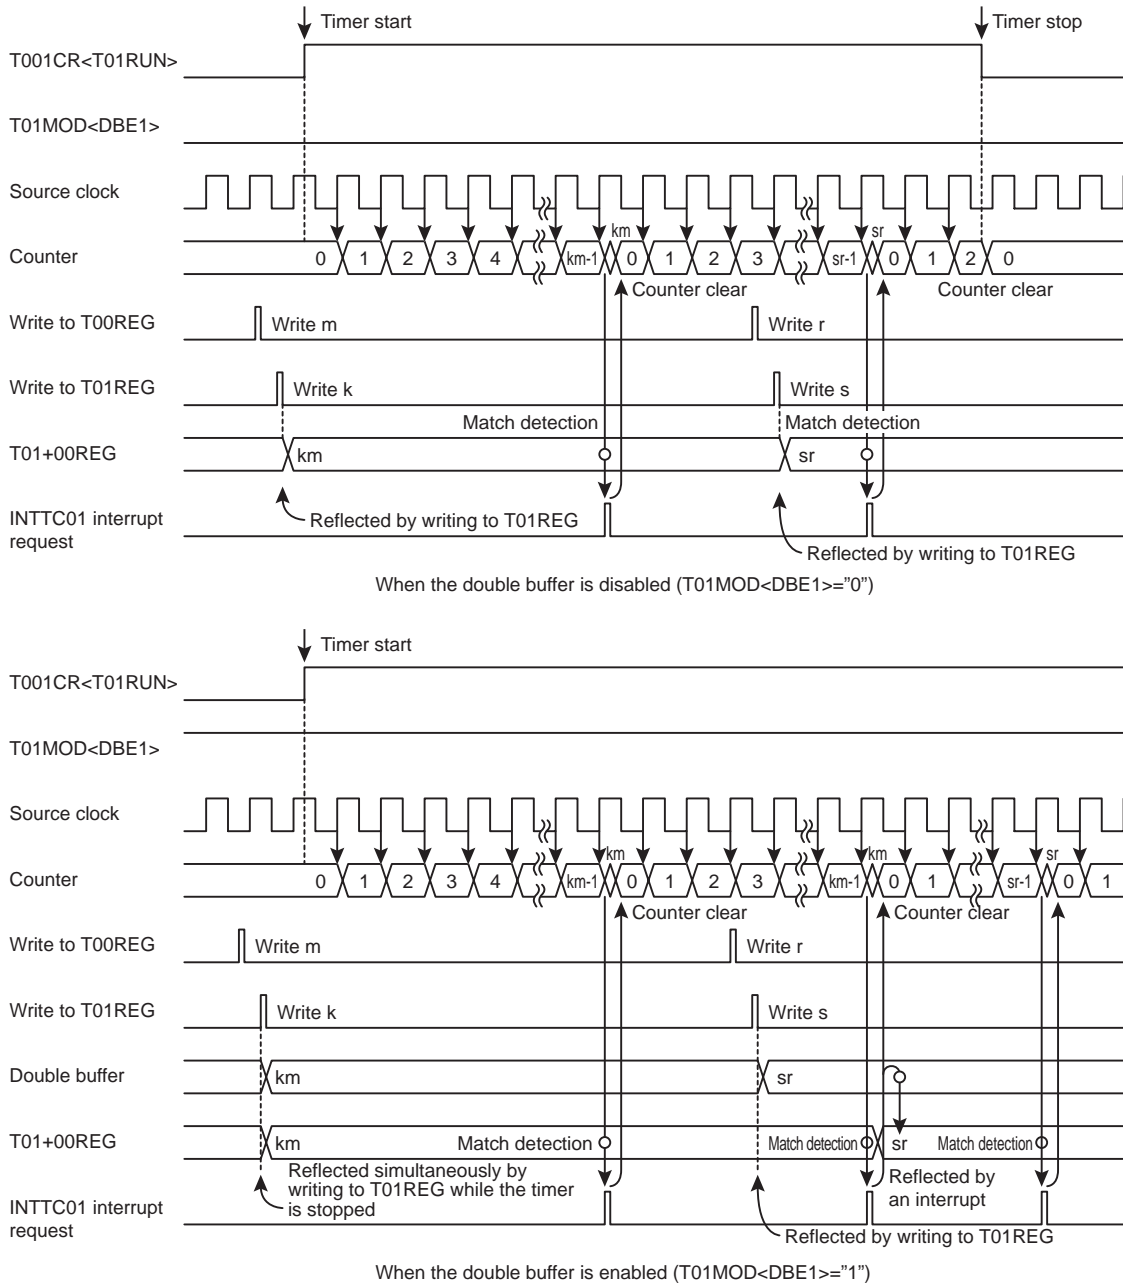 Timer start Timer stop
T001CR<T01RUN>
T01MOD<DBE1>
Source clock
km sr
Counter 0 1 2 3 4 km-1 0 1 2 3 sr-1 0 1 2 0
Counter clear Counter clear
Write to T00REG Write m Write r
Write to T01REG Write k Write s
Match detection Match detection
T01+00REG km sr
INTTC01 interrupt
request
Reflected by writing to T01REG
Reflected by writing to T01REG
When the double buffer is disabled (T01MOD<DBE1>="0")
Timer start
T001CR<T01RUN>
T01MOD<DBE1>
Source clock
km km sr
Counter 0 1 2 3 4 km-1 0 1 2 3 km-1 0 1 sr-1 0 1
Counter clear Counter clear
Write to T00REG Write m Write r
Write to T01REG Write k Write s
Double buffer km sr
T01+00REG km Match detection Match detection sr Match detection
Reflected simultaneously by
writing to T01REG while the timer
is stopped
Reflected by
an interrupt
INTTC01 interrupt
request
Reflected by writing to T01REG
When the double buffer is enabled (T01MOD<DBE1>="1")